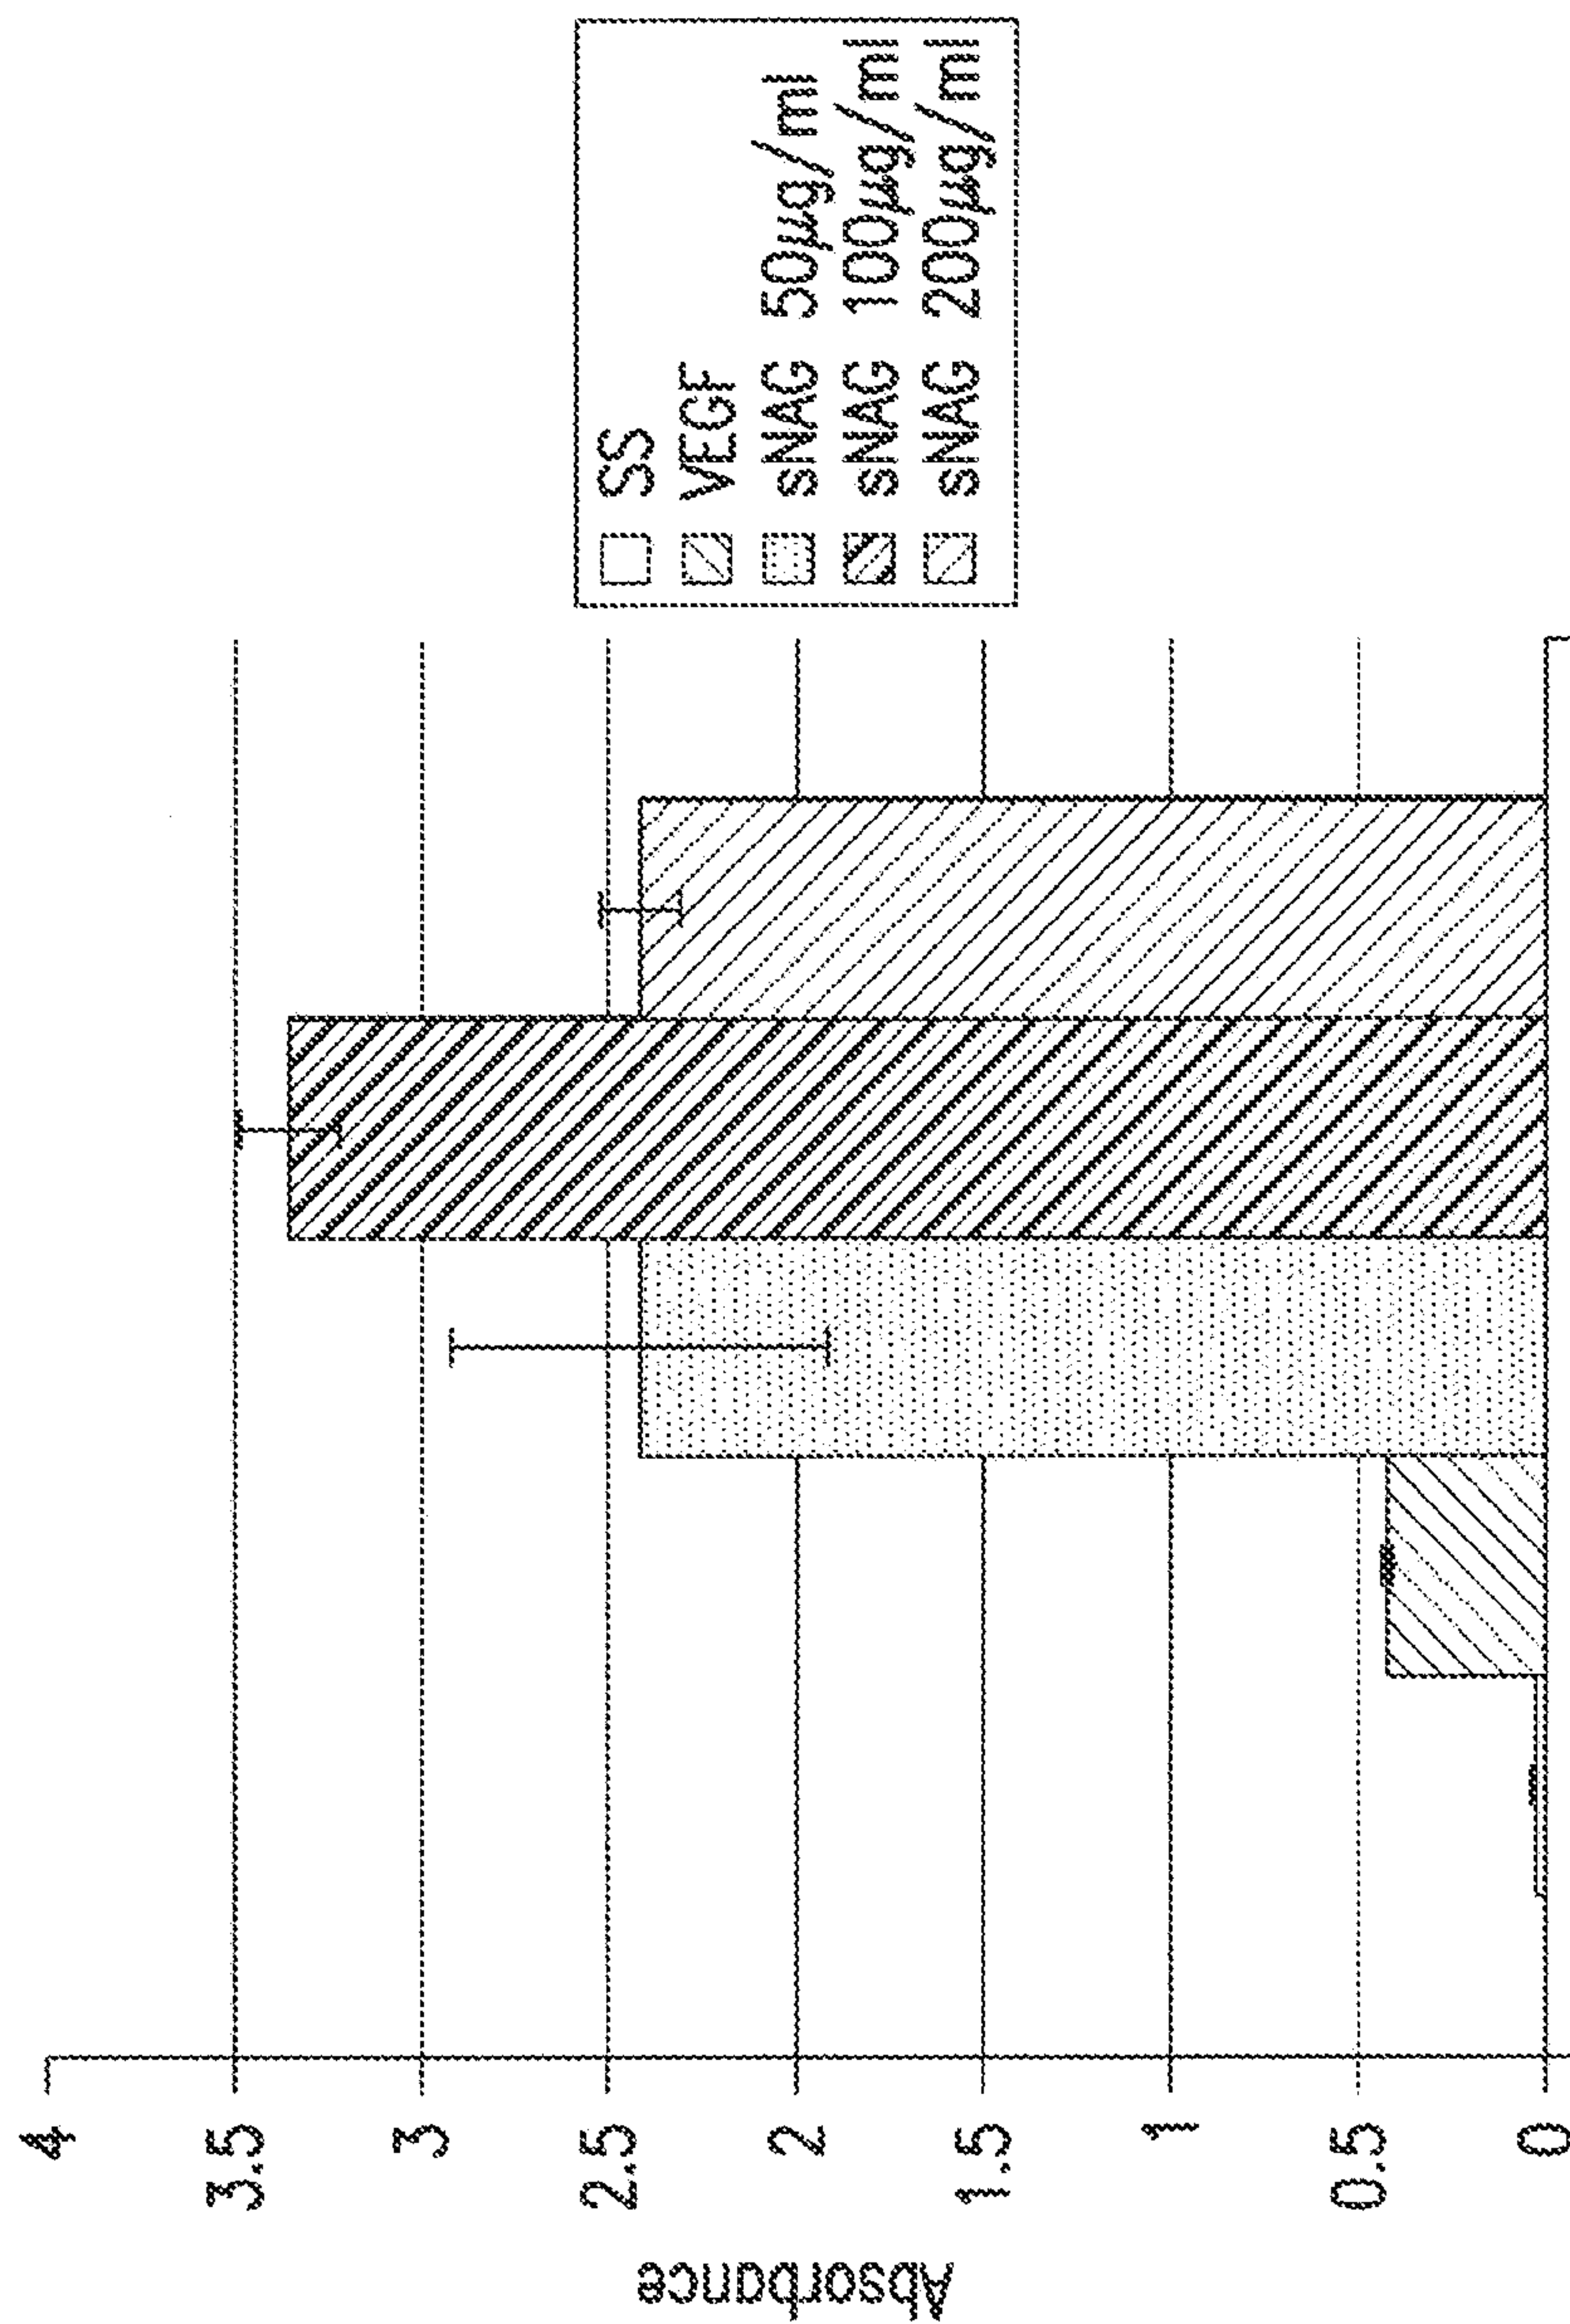 Absorbance
4
3.5
3
2.5
2
1.5
1
0.5
0
SS
VEGF
sNAG 50µg/ml
sNAG 100µg/ml
sNAG 200µg/ml